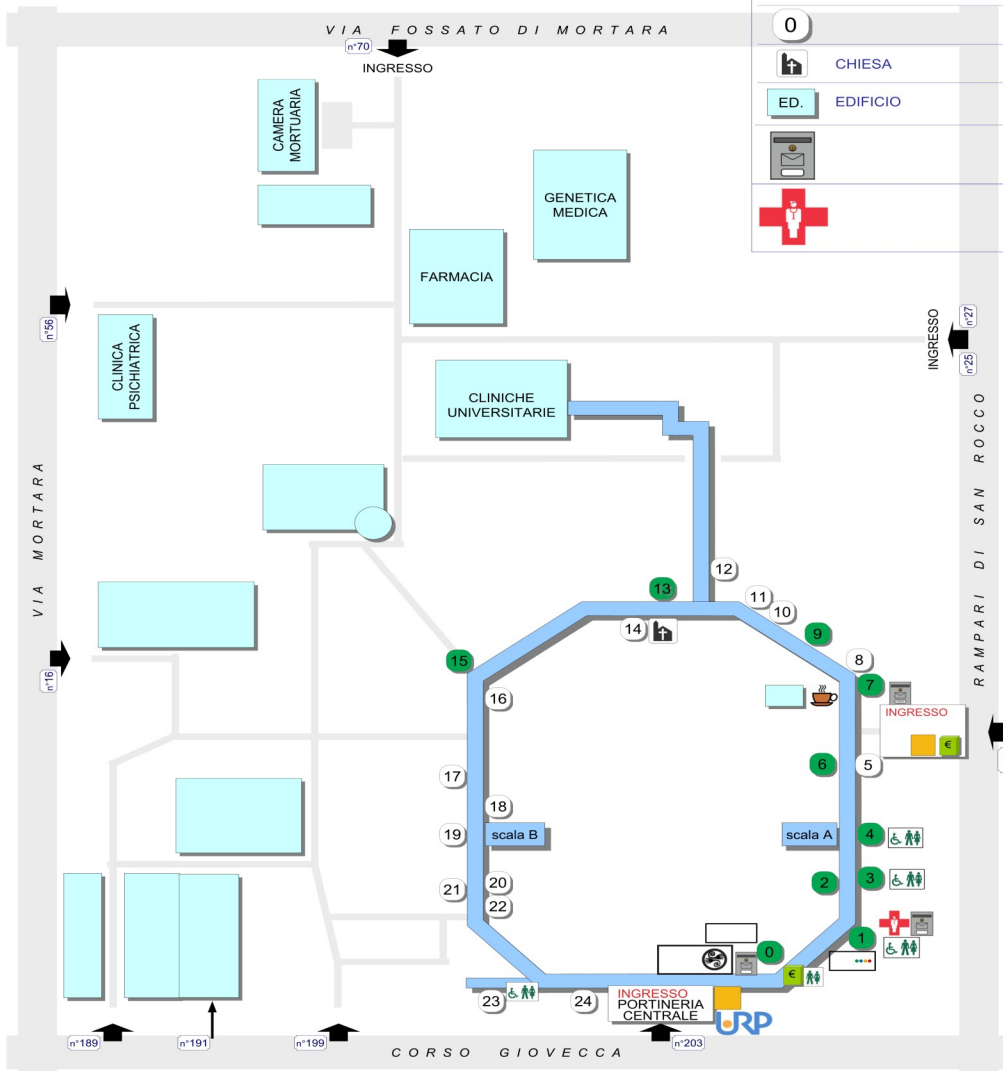 VIA FOSSATO DI MORTARA
n°70
INGRESSO
0
CHIESA
ED.
EDIFICIO
CAMERA
MORTUARIA
GENETICA
MEDICA
FARMACIA
n°56
CLINICA
PSICHIATRICA
INGRESSO
n°27
n°25
CLINICHE
UNIVERSITARIE
VIA MORTARA
RAMPARI DI SAN ROCCO
12
13
11
10
14
9
15
8
n°16
16
7
INGRESSO
€
6
5
17
18
19
scala B
scala A
4
3
20
2
21
22
1
0
€
23
24
INGRESSO
PORTINERIA
CENTRALE
URP
n°189
n°191
n°199
n°203
CORSO GIOVECCA